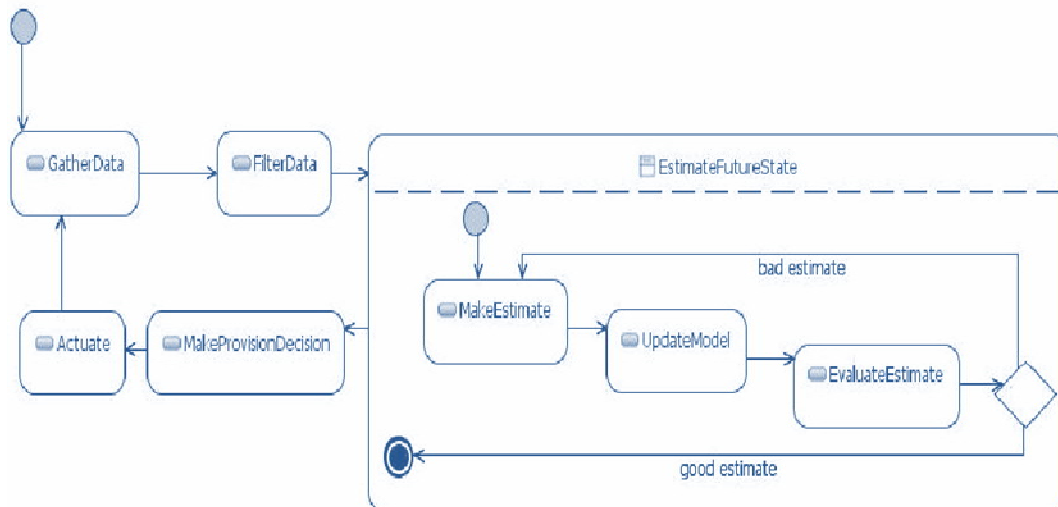 GatherData
FilterData
EstimateFutureState
bad estimate
MakeEstimate
UpdateModel
EvaluateEstimate
Actuate
MakeProvisionDecision
good estimate